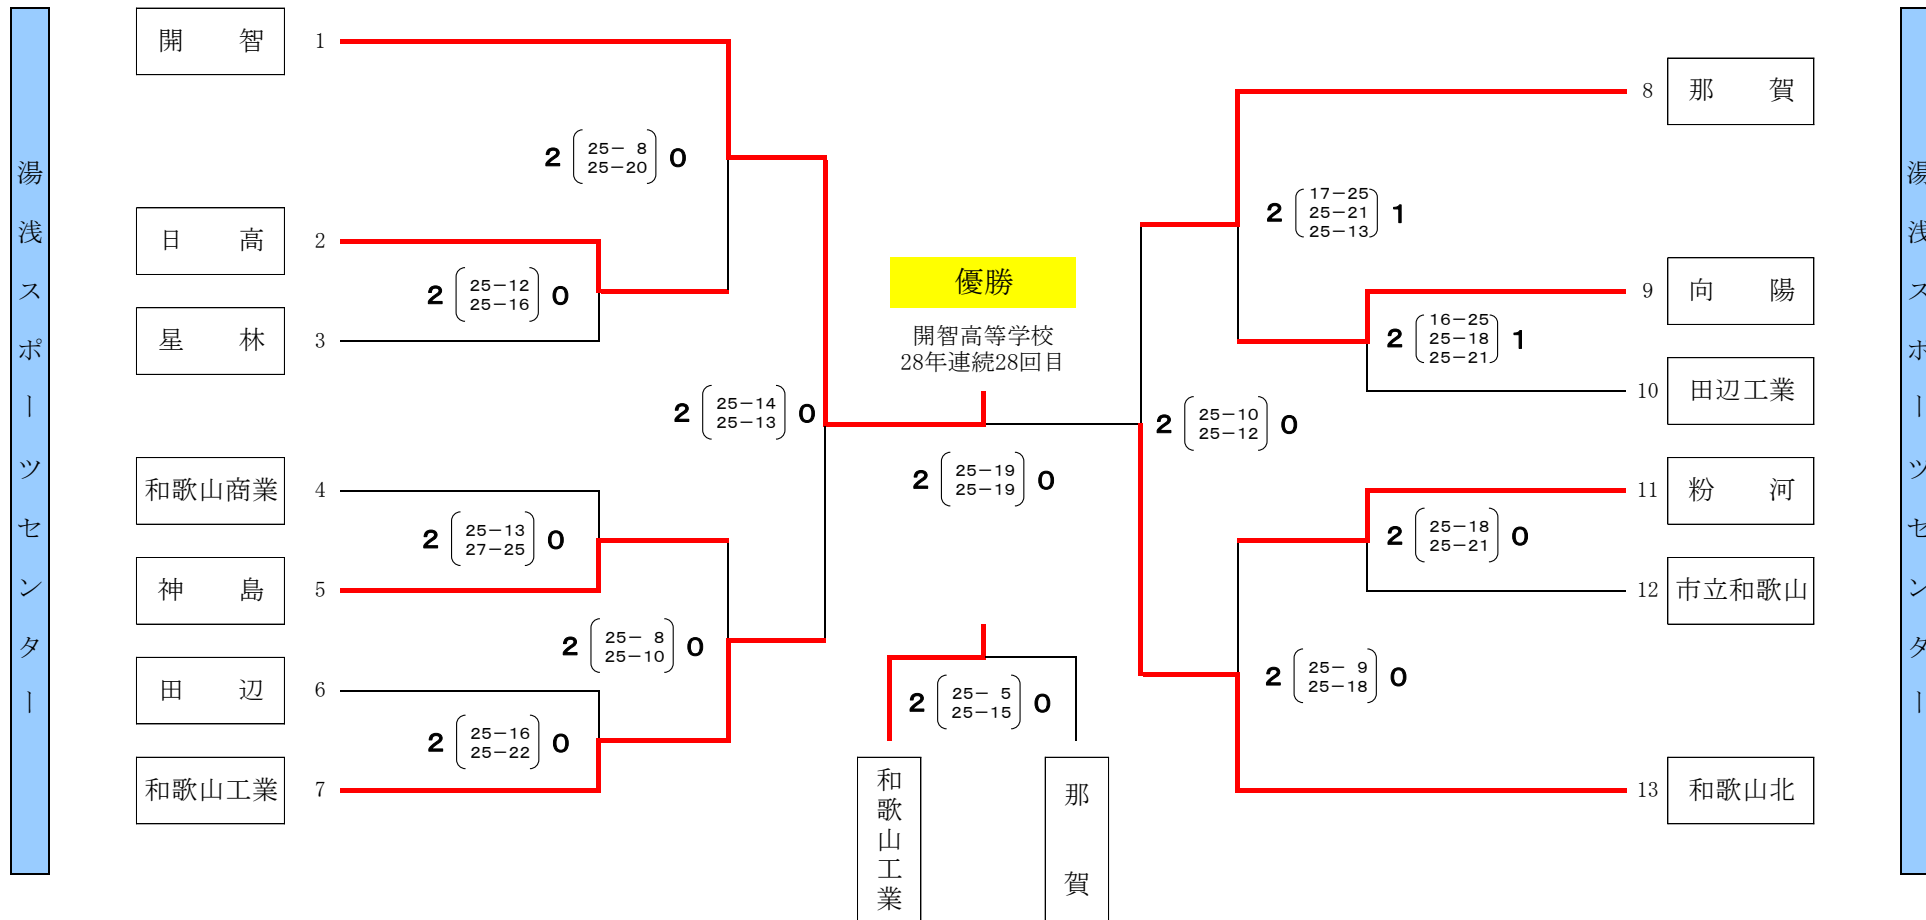 湯浅スポーツセンター
開　智 1
日　高 2
星　林 3
和歌山商業 4
神　島 5
田　辺 6
和歌山工業 7
2 25－ 8 0
25－20
2 25－12 0
25－16
2 25－14 0
25－13
2 25－13 0
27－25
2 25－ 8 0
25－10
2 25－16 0
25－22
優勝
開智高等学校
28年連続28回目
2 25－19 0
25－19
2 25－ 5 0
25－15
和歌山工業
那　賀
2 17－25 1
25－21
25－13
2 16－25 1
25－18
25－21
2 25－10 0
25－12
2 25－18 0
25－21
2 25－ 9 0
25－18
8 那　賀
9 向　陽
10 田辺工業
11 粉　河
12 市立和歌山
13 和歌山北
湯浅スポーツセンター